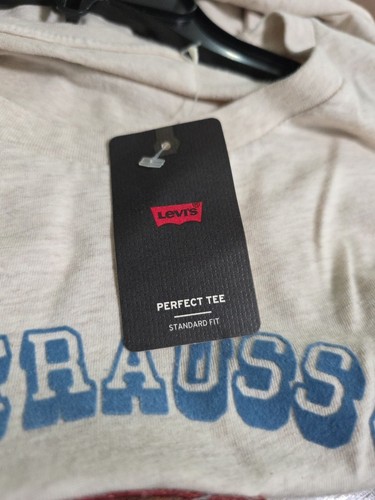 Levi's
PERFECT TEE
STANDARD FIT
RAUSS